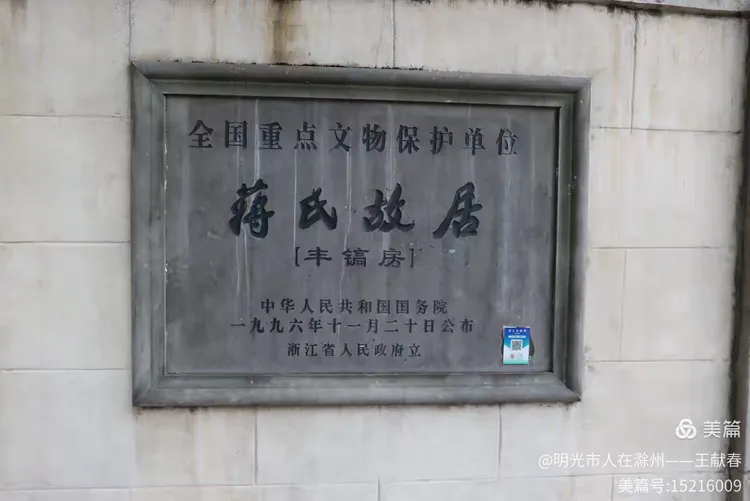 全国重点文物保护单位
蒋氏故居
[丰镐房]
中华人民共和国国务院
一九九六年十一月二十日公布
浙江省人民政府立
美篇
@明光市人在滁州——王献春
美篇号:15216009